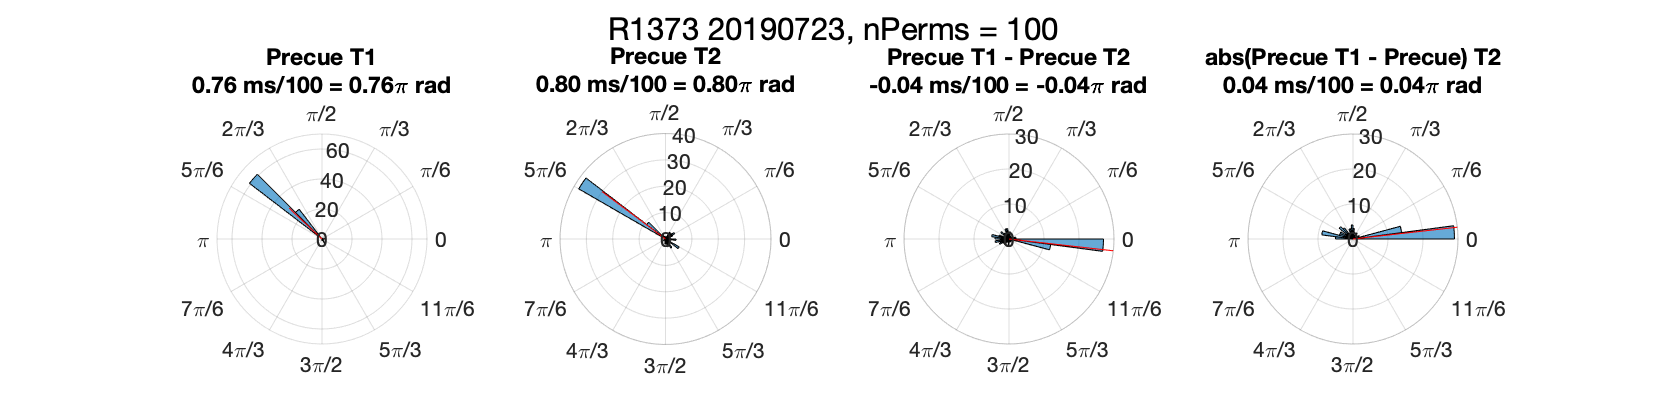 R1373 20190723, nPerms = 100
Precue T1
0.76 ms/100 = 0.76π rad
π/2
2π/3
π/3
5π/6
π/6
60
40
20
0
π
0
7π/6
11π/6
4π/3
5π/3
3π/2
Precue T2
0.80 ms/100 = 0.80π rad
π/2
2π/3
π/3
5π/6
π/6
40
30
20
10
0
π
0
7π/6
11π/6
4π/3
5π/3
3π/2
Precue T1 - Precue T2
-0.04 ms/100 = -0.04π rad
π/2
2π/3
π/3
5π/6
π/6
30
20
10
0
π
0
7π/6
11π/6
4π/3
5π/3
3π/2
abs(Precue T1 - Precue) T2
0.04 ms/100 = 0.04π rad
π/2
2π/3
π/3
5π/6
π/6
30
20
10
0
π
0
7π/6
11π/6
4π/3
5π/3
3π/2